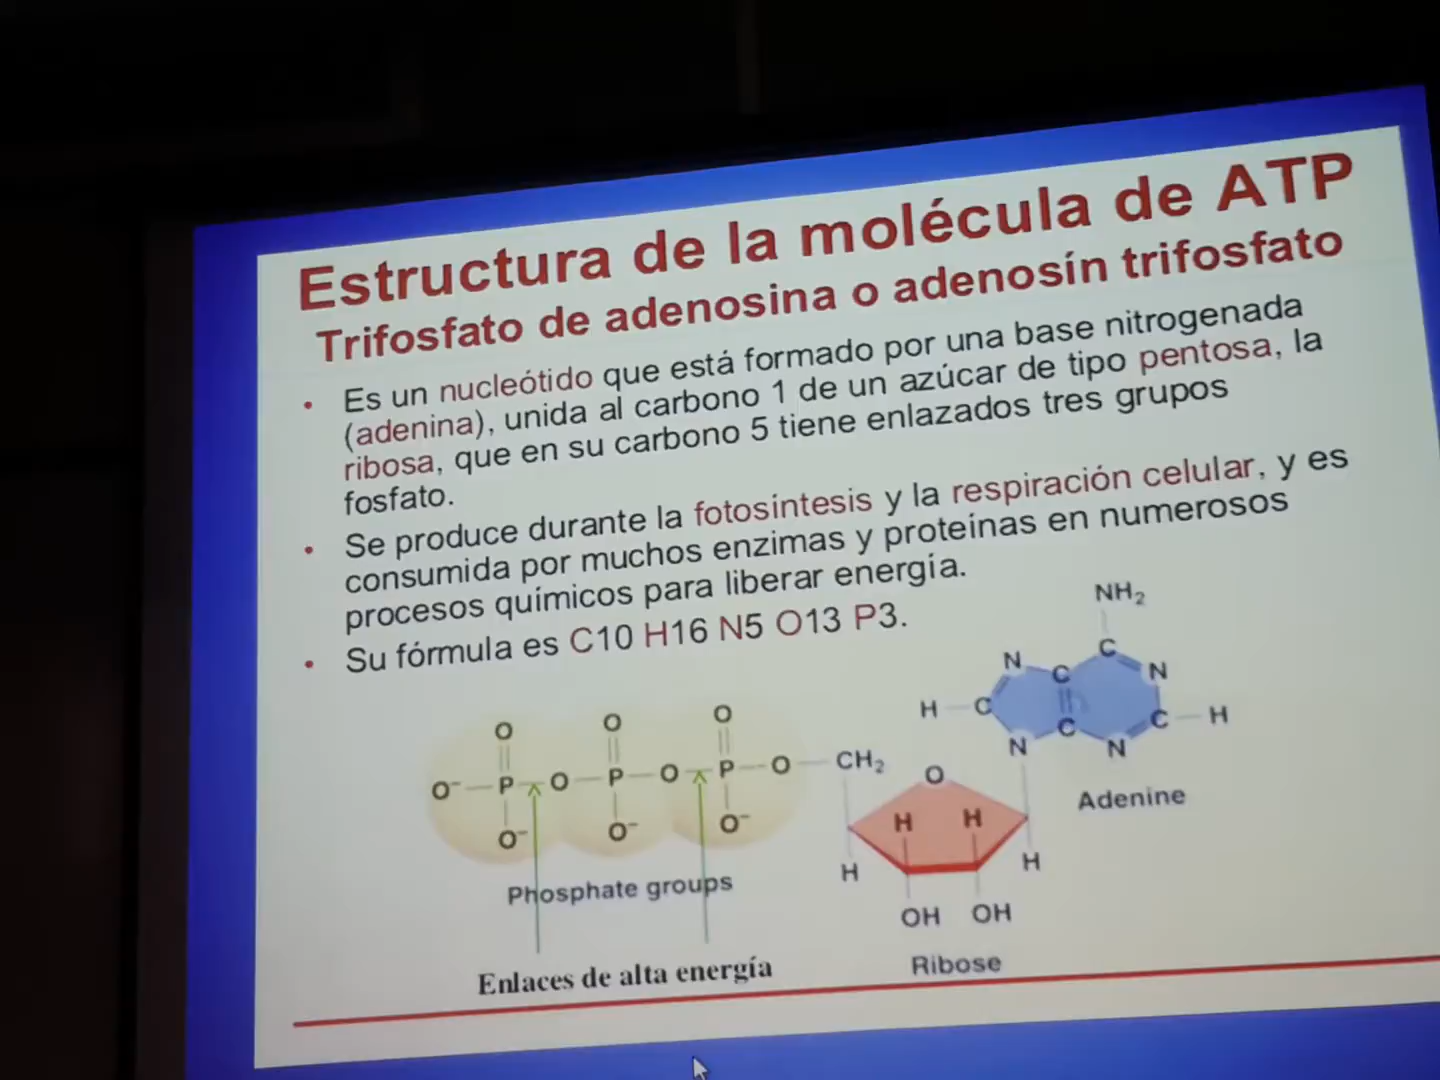 Estructura de la molécula de ATP
Trifosfato de adenosina o adenosín trifosfato
• Es un nucleótido que está formado por una base nitrogenada
(adenina), unida al carbono 1 de un azúcar de tipo pentosa, la
ribosa, que en su carbono 5 tiene enlazados tres grupos
fosfato.
• Se produce durante la fotosíntesis y la respiración celular, y es
consumida por muchos enzimas y proteínas en numerosos
procesos químicos para liberar energía.
• Su fórmula es C10 H16 N5 O13 P3.
NH₂
N C C N
H C C H
N C N
O O O
O⁻ P O P O P O CH₂ O
O⁻ O⁻ O⁻
H H
H H
OH OH
Adenine
Phosphate groups
Ribose
Enlaces de alta energía